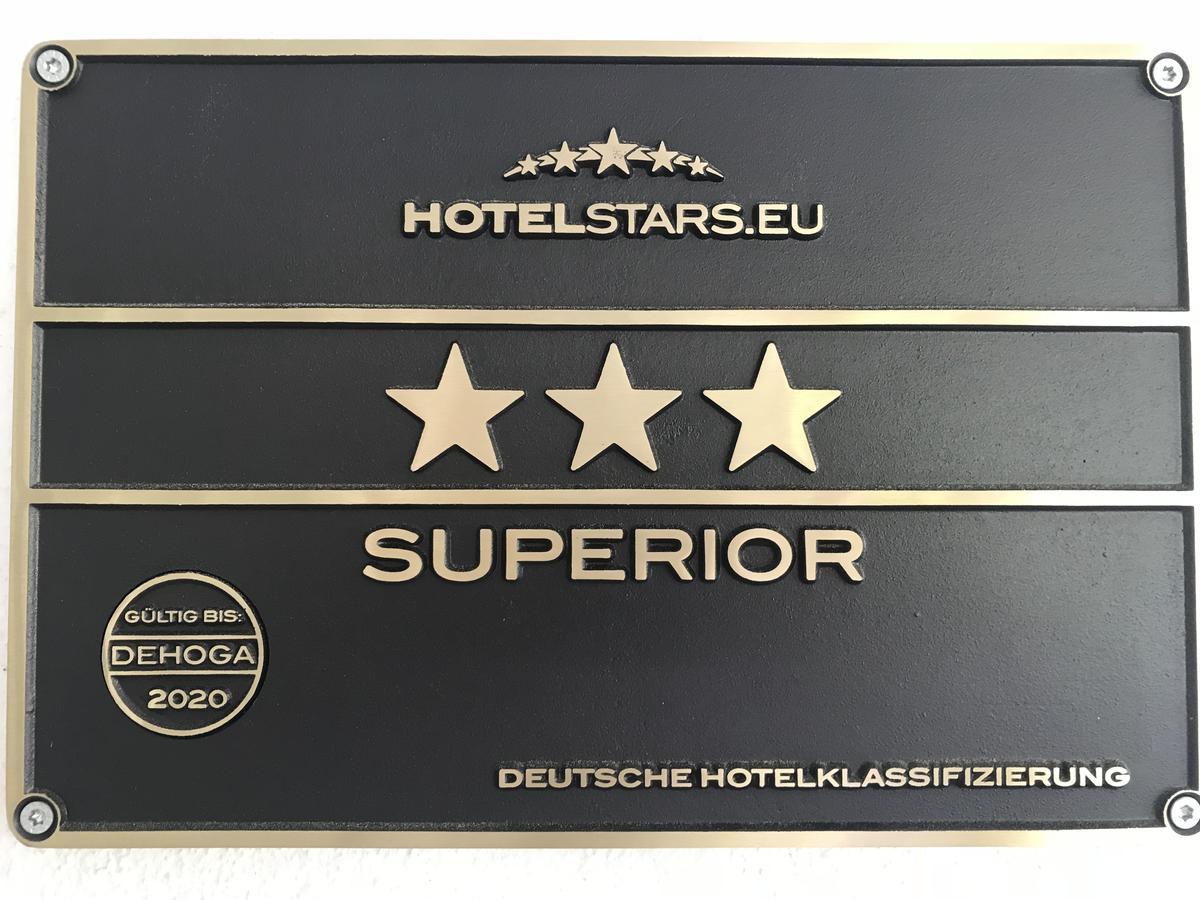 HOTELSTARS.EU
SUPERIOR
GÜLTIG BIS:
DEHOGA
2020
DEUTSCHE HOTELKLASSIFIZIERUNG